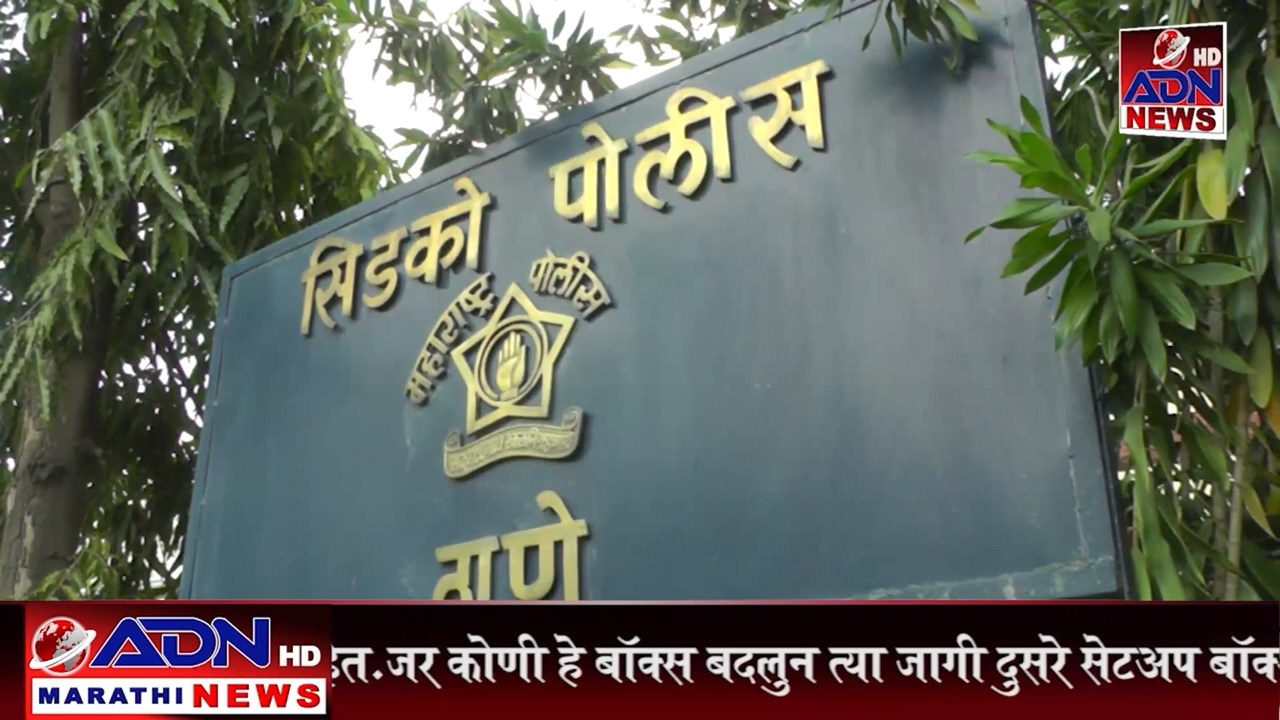 HD
ADN
NEWS
सिडको पोलीस
महाराष्ट्र पोलीस
ठाणे
ADN HD
MARATHI NEWS
.जर कोणी हे बॉक्स बदलुन त्या जागी दुसरे सेटअप